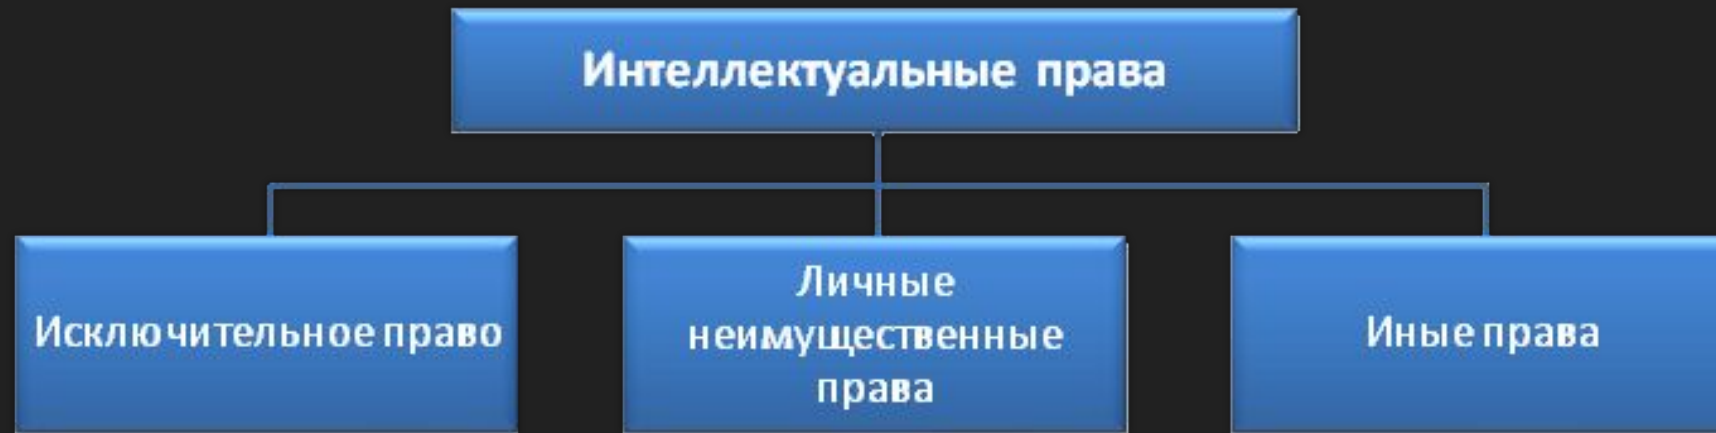 Интеллектуальные права
Исключительное право
Личные
неимущественные
права
Иные права